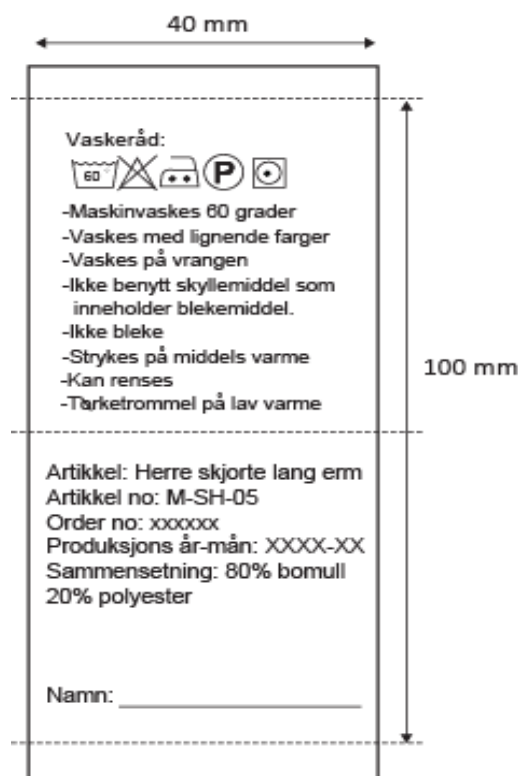 40 mm
Vaskeråd:
60 P
-Maskinvaskes 60 grader
-Vaskes med lignende farger
-Vaskes på vrangen
-Ikke benytt skyllemiddel som
inneholder blekemiddel.
-Ikke bleke
-Strykes på middels varme
-Kan renses
-Tørketrommel på lav varme
100 mm
Artikkel: Herre skjorte lang erm
Artikkel no: M-SH-05
Order no: xxxxxx
Produksjons år-mån: XXXX-XX
Sammensetning: 80% bomull
20% polyester
Namn: